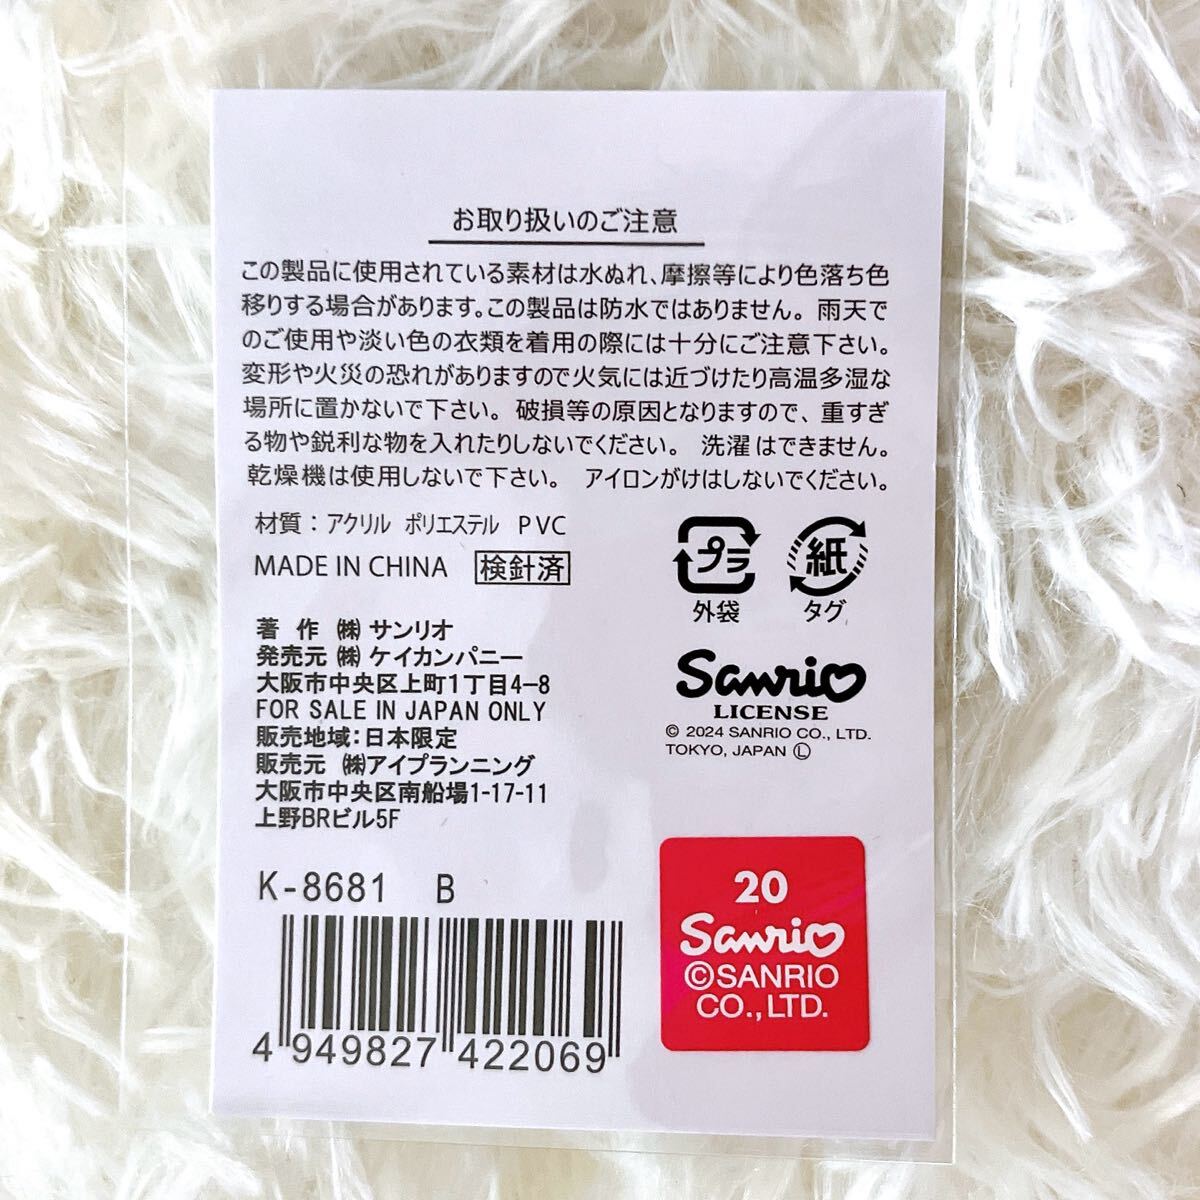 お取り扱いのご注意
この製品に使用されている素材は水ぬれ、摩擦等により色落ち色
移りする場合があります。この製品は防水ではありません。雨天で
のご使用や淡い色の衣類を着用の際には十分にご注意下さい。
変形や火災の恐れがありますので火気には近づけたり高温多湿な
場所に置かないで下さい。破損等の原因となりますので、重すぎ
る物や鋭利な物を入れたりしないでください。 洗濯はできません。
乾燥機は使用しないで下さい。 アイロンがけはしないでください。
材質：アクリル ポリエステル PVC
MADE IN CHINA 検針済
プラ
外袋
紙
タグ
著 作 ㈱ サンリオ
発売元 ㈱ ケイカンパニー
大阪市中央区上町1丁目4-8
FOR SALE IN JAPAN ONLY
販売地域：日本限定
販売元 ㈱アイプランニング
大阪市中央区南船場1-17-11
上野BRビル5F
Sanrio
LICENSE
© 2024 SANRIO CO., LTD.
TOKYO, JAPAN Ⓛ
K-8681 B
4 949827 422069
20
Sanrio
©SANRIO
CO.,LTD.